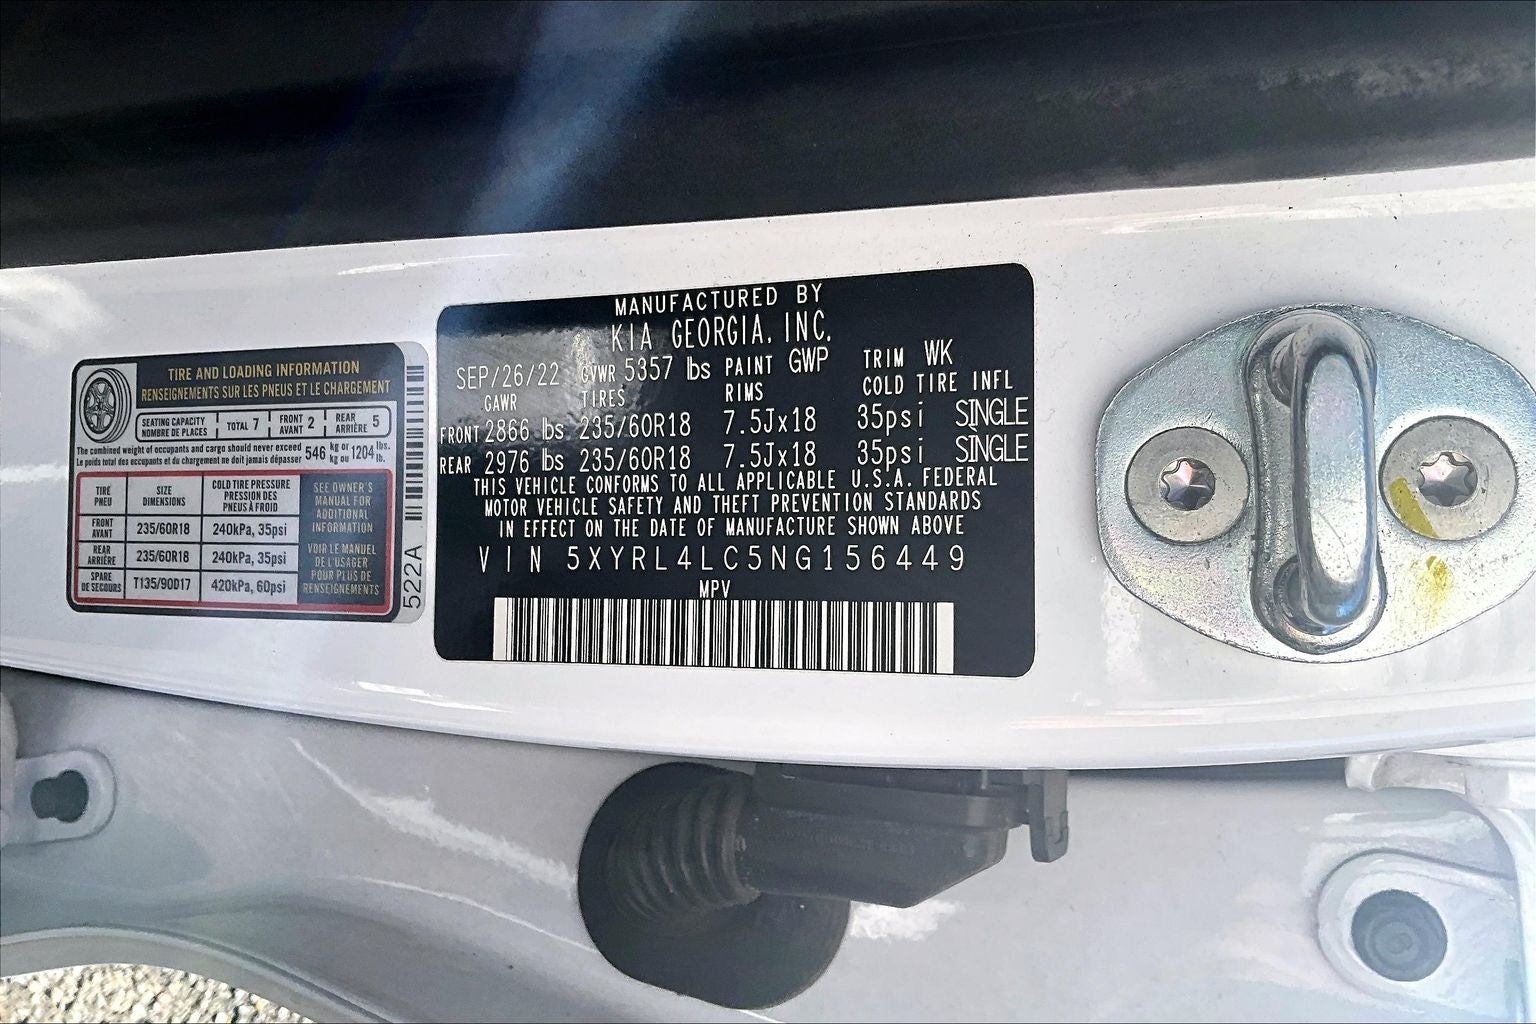 TIRE AND LOADING INFORMATION
RENSEIGNEMENTS SUR LES PNEUS ET LE CHARGEMENT
SEATING CAPACITY
NOMBRE DE PLACES
TOTAL 7
FRONT
AVANT 2
REAR
ARRIÈRE 5
The combined weight of occupants and cargo should never exceed 546 kg or 1204 lbs.
Le poids total des occupants et du chargement ne doit jamais dépasser kg ou lb.
TIRE
PNEU
SIZE
DIMENSIONS
COLD TIRE PRESSURE
PRESSION DES
PNEUS À FROID
FRONT
AVANT
235/60R18
240kPa, 35psi
REAR
ARRIÈRE
235/60R18
240kPa, 35psi
SPARE
DE SECOURS
T135/90D17
420kPa, 60psi
SEE OWNER'S
MANUAL FOR
ADDITIONAL
INFORMATION
VOIR LE MANUEL
DE L'USAGER
POUR PLUS DE
RENSEIGNEMENTS
522A
MANUFACTURED BY
KIA GEORGIA, INC.
SEP/26/22 GVWR 5357 lbs PAINT GWP TRIM WK
GAWR TIRES RIMS COLD TIRE INFL
FRONT 2866 lbs 235/60R18 7.5Jx18 35psi SINGLE
REAR 2976 lbs 235/60R18 7.5Jx18 35psi SINGLE
THIS VEHICLE CONFORMS TO ALL APPLICABLE U.S.A. FEDERAL
MOTOR VEHICLE SAFETY AND THEFT PREVENTION STANDARDS
IN EFFECT ON THE DATE OF MANUFACTURE SHOWN ABOVE
VIN 5XYRL4LC5NG156449
MPV